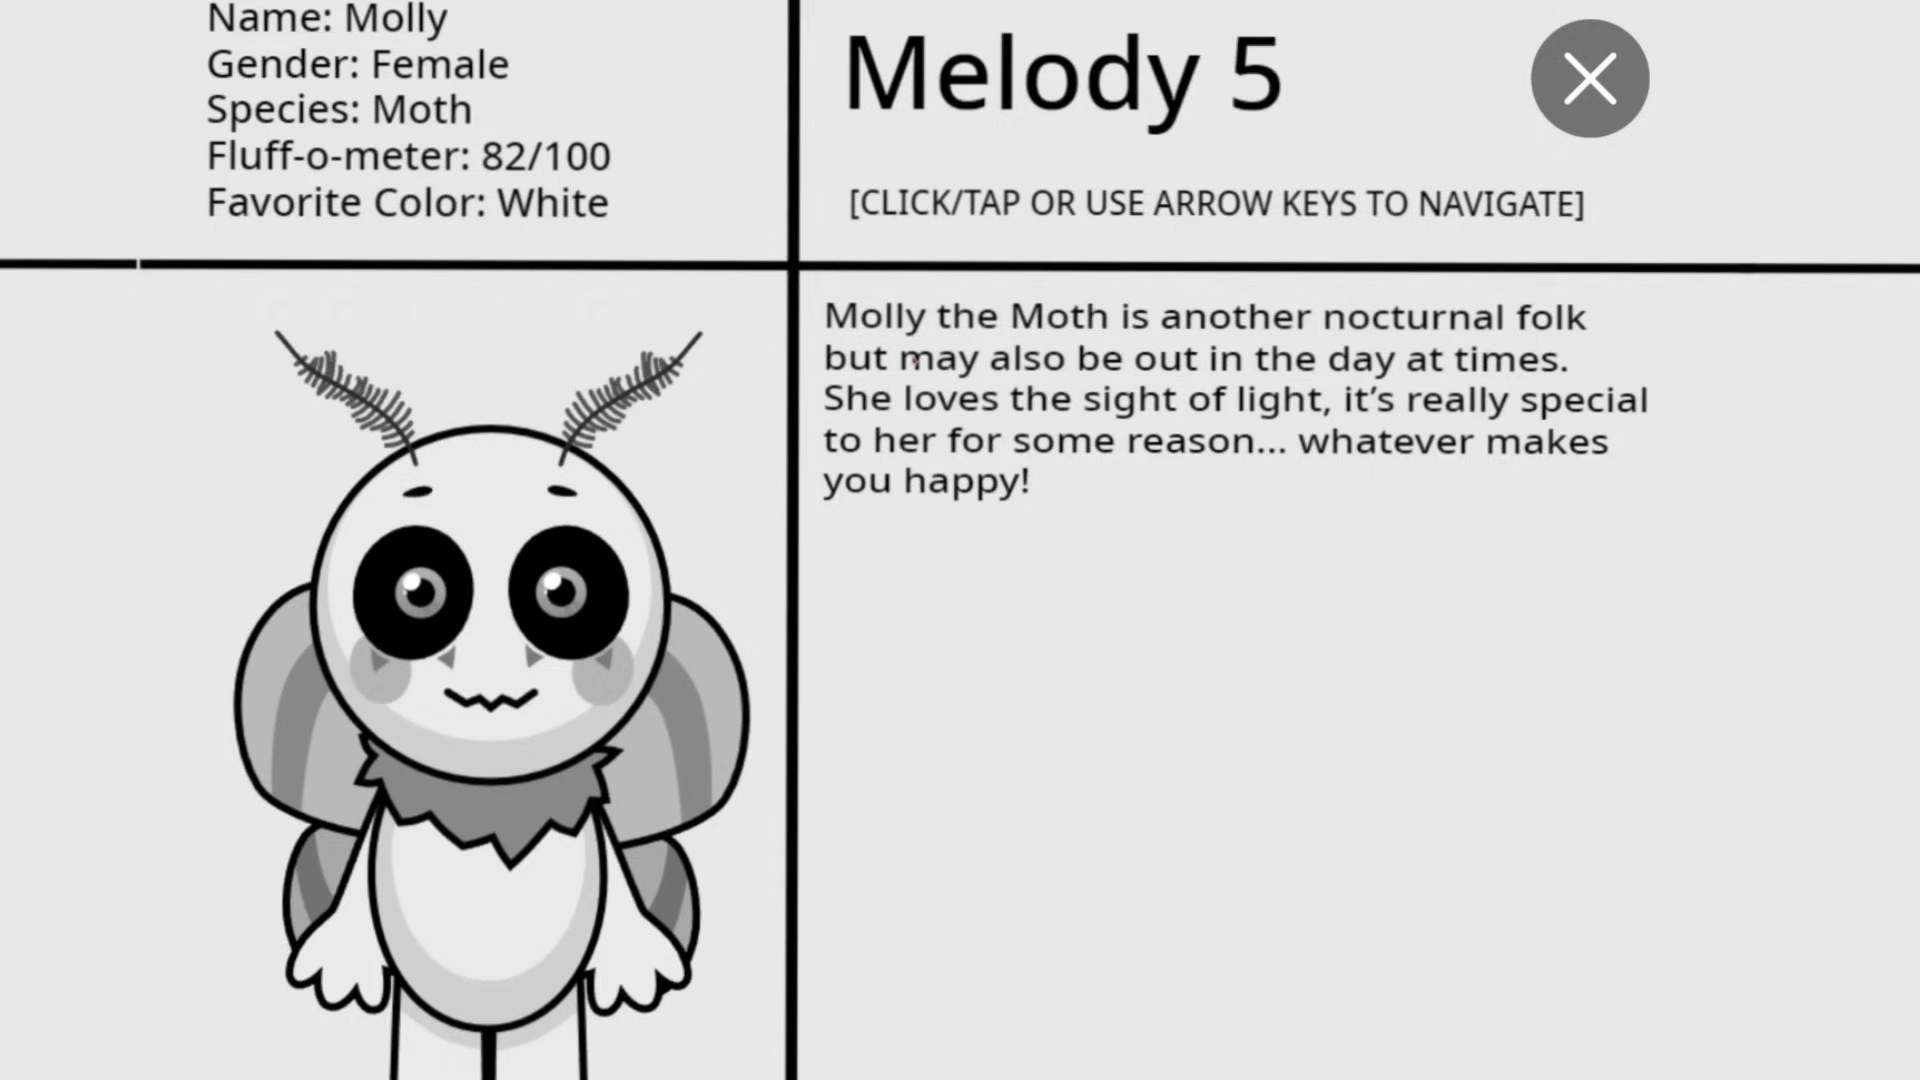 Name: Molly
Gender: Female
Species: Moth
Fluff-o-meter: 82/100
Favorite Color: White
Melody 5
[CLICK/TAP OR USE ARROW KEYS TO NAVIGATE]
Molly the Moth is another nocturnal folk
but may also be out in the day at times.
She loves the sight of light, it’s really special
to her for some reason... whatever makes
you happy!